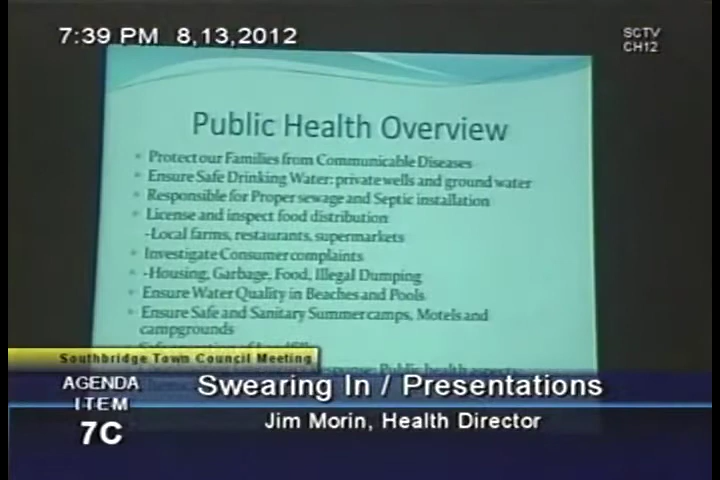 7:39 PM 8,13,2012
SCTV
CH12
Public Health Overview
Protect our Families from Communicable Diseases
Ensure Safe Drinking Water: private wells and ground water
Responsible for Proper sewage and Septic installation
License and inspect food distribution
-Local farms, restaurants, supermarkets
Investigate Consumer complaints
-Housing, Garbage, Food, Illegal Dumping
Ensure Water Quality in Beaches and Pools
Ensure Safe and Sanitary Summer camps, Motels and
campgrounds
Response: Public health aspect
Southbridge Town Council Meeting
AGENDA
ITEM
7C
Swearing In / Presentations
Jim Morin, Health Director